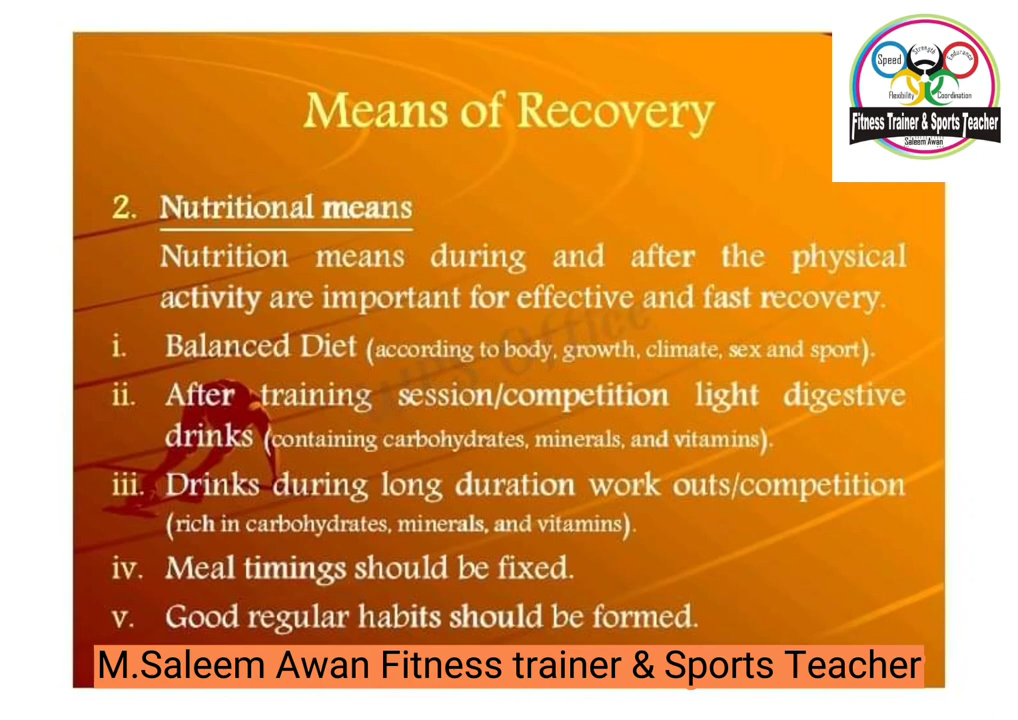 Means of Recovery
Speed
Strength
Endurance
Flexibility
Coordination
Fitness Trainer & Sports Teacher
Saleem Awan
2. Nutritional means
Nutrition means during and after the physical
activity are important for effective and fast recovery.
i. Balanced Diet (according to body, growth, climate, sex and sport).
ii. After training session/competition light digestive
drinks (containing carbohydrates, minerals, and vitamins).
iii. Drinks during long duration work outs/competition
(rich in carbohydrates, minerals, and vitamins).
iv. Meal timings should be fixed.
v. Good regular habits should be formed.
M.Saleem Awan Fitness trainer & Sports Teacher